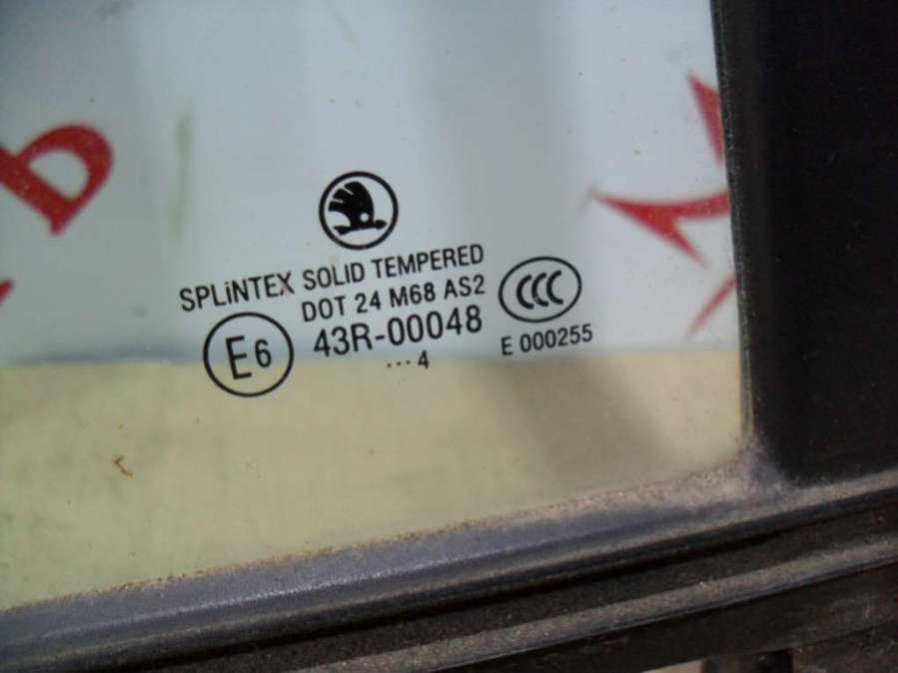 SPLiNTEX SOLID TEMPERED
DOT 24 M68 AS2
CCC
E6
43R-00048
E 000255
...4